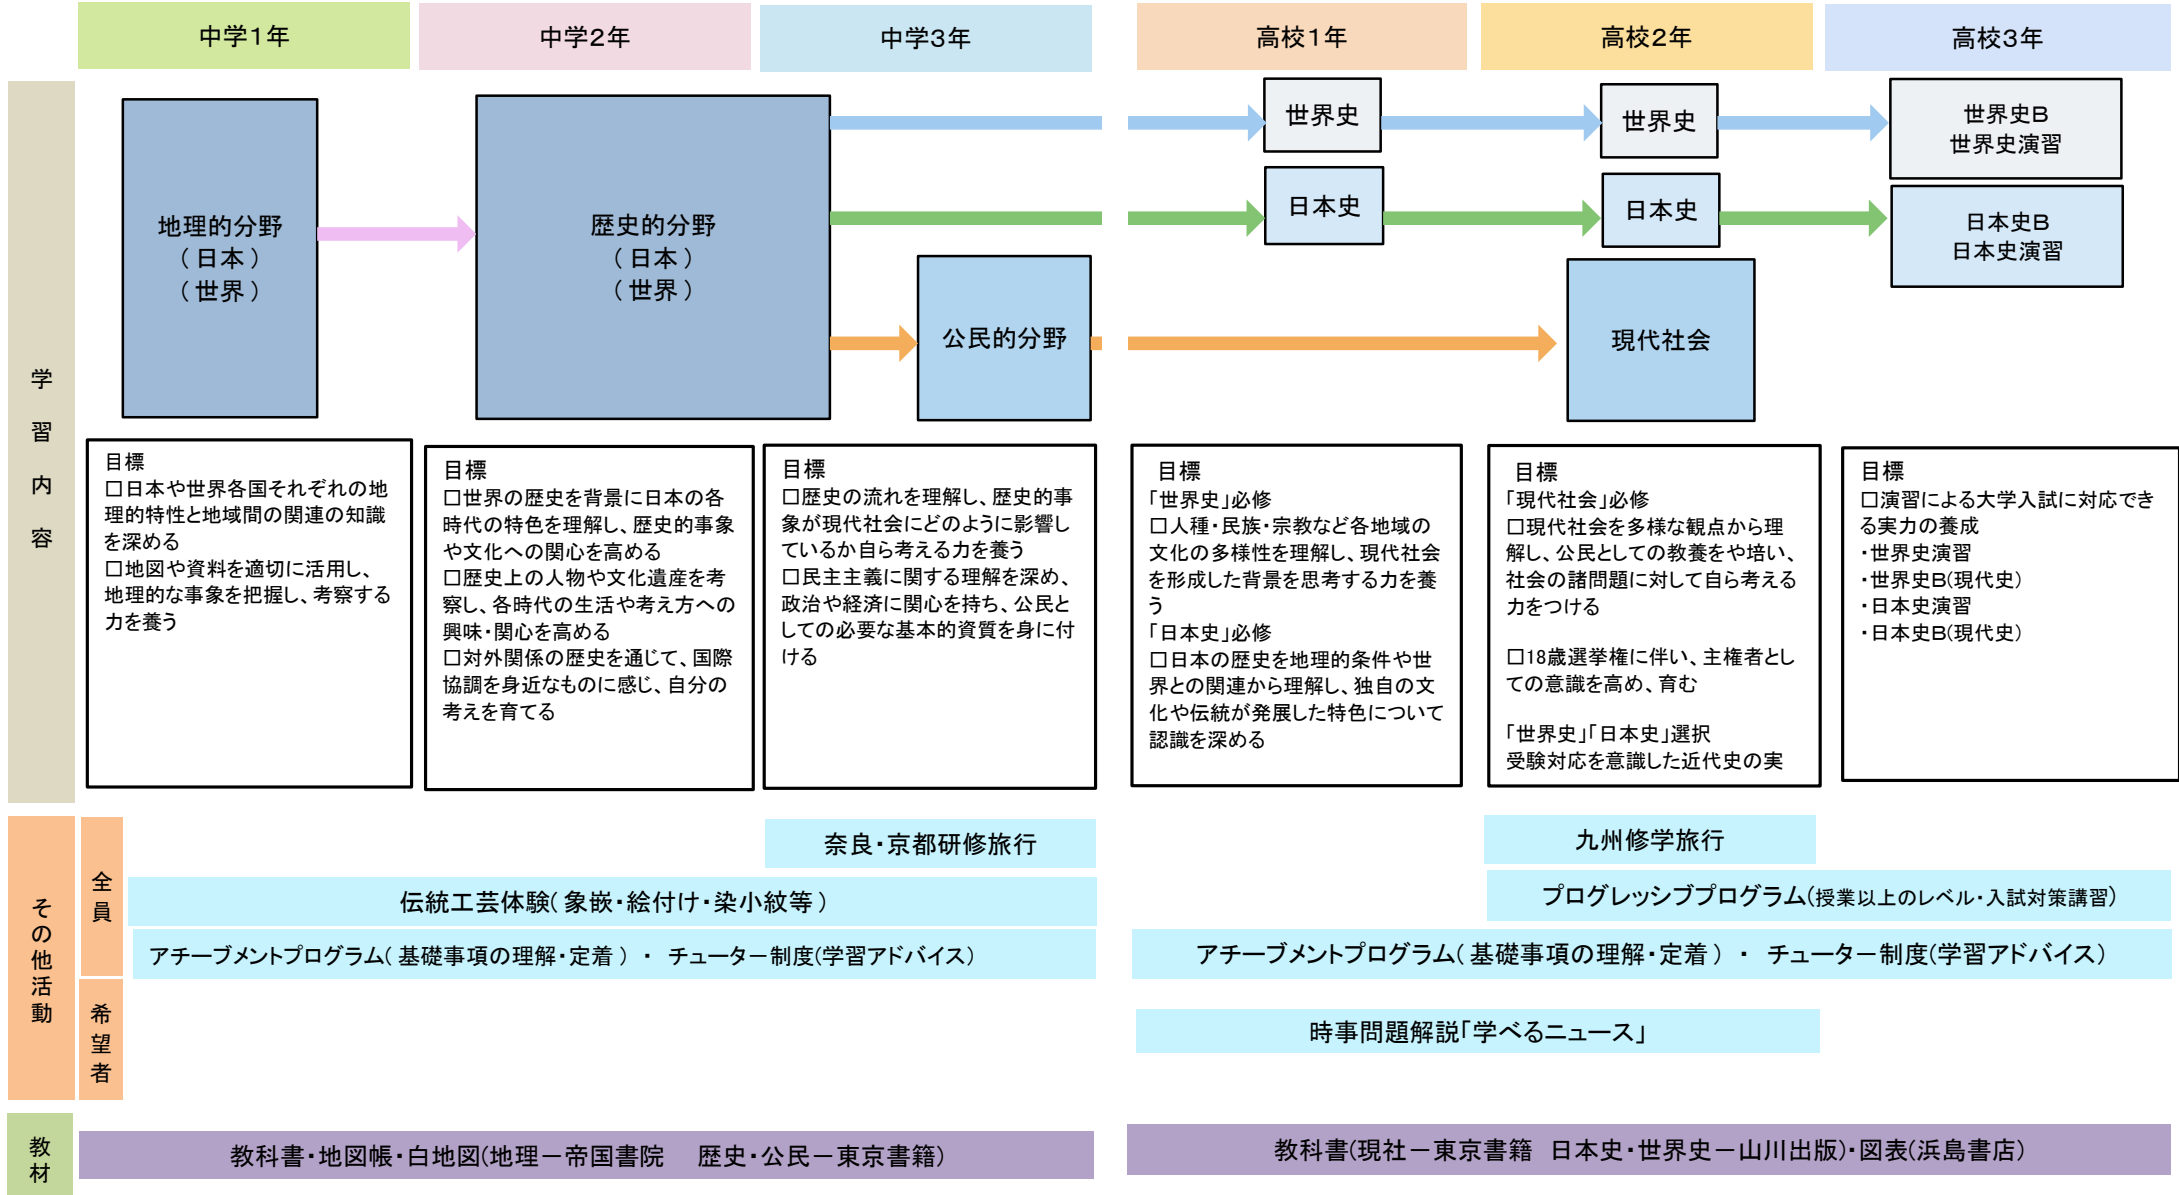 中学1年
中学2年
中学3年
高校1年
高校2年
高校3年
学習内容
地理的分野
（日本）
（世界）
歴史的分野
（日本）
（世界）
公民的分野
世界史
日本史
世界史
日本史
現代社会
世界史B
世界史演習
日本史B
日本史演習
目標
□日本や世界各国それぞれの地
理的特性と地域間の関連の知識
を深める
□地図や資料を適切に活用し、
地理的な事象を把握し、考察する
力を養う
目標
□世界の歴史を背景に日本の各
時代の特色を理解し、歴史的事象
や文化への関心を高める
□歴史上の人物や文化遺産を考
察し、各時代の生活や考え方への
興味・関心を高める
□対外関係の歴史を通じて、国際
協調を身近なものに感じ、自分の
考えを育てる
目標
□歴史の流れを理解し、歴史的事
象が現代社会にどのように影響し
ているか自ら考える力を養う
□民主主義に関する理解を深め、
政治や経済に関心を持ち、公民と
しての必要な基本的資質を身に付
ける
目標
「世界史」必修
□人種・民族・宗教など各地域の
文化の多様性を理解し、現代社会
を形成した背景を思考する力を養
う
「日本史」必修
□日本の歴史を地理的条件や世
界との関連から理解し、独自の文
化や伝統が発展した特色について
認識を深める
目標
「現代社会」必修
□現代社会を多様な観点から理
解し、公民としての教養をや培い、
社会の諸問題に対して自ら考える
力をつける
□18歳選挙権に伴い、主権者とし
ての意識を高め、育む
「世界史」「日本史」選択
受験対応を意識した近代史の実
目標
□演習による大学入試に対応でき
る実力の養成
・世界史演習
・世界史B(現代史)
・日本史演習
・日本史B(現代史)
その他活動
全員
奈良・京都研修旅行
九州修学旅行
伝統工芸体験(象嵌・絵付け・染小紋等)
プログレッシブプログラム(授業以上のレベル・入試対策講習)
アチーブメントプログラム(基礎事項の理解・定着) ・ チューター制度(学習アドバイス)
アチーブメントプログラム(基礎事項の理解・定着) ・ チューター制度(学習アドバイス)
希望者
時事問題解説「学べるニュース」
教材
教科書・地図帳・白地図(地理－帝国書院 歴史・公民－東京書籍)
教科書(現社－東京書籍 日本史・世界史－山川出版)・図表(浜島書店)